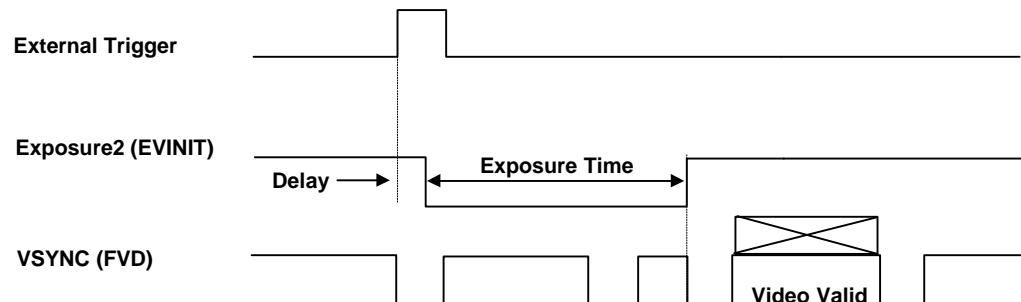 External Trigger
Exposure2 (EVINIT)
Delay
Exposure Time
VSYNC (FVD)
Video Valid